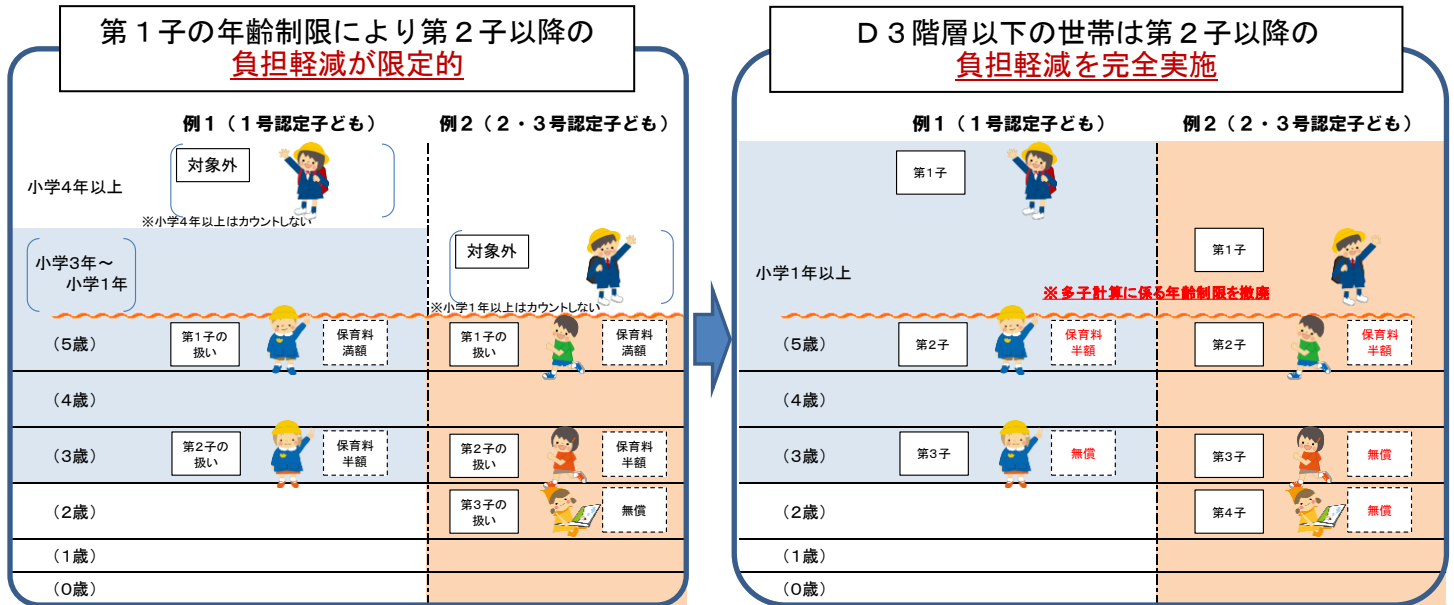 第１子の年齢制限により第２子以降の
負担軽減が限定的
例１（１号認定子ども）
例２（２・３号認定子ども）
対象外
小学4年以上
※小学4年以上はカウントしない
小学3年～
小学1年
対象外
※小学1年以上はカウントしない
（5歳）
第1子の
扱い
保育料
満額
第1子の
扱い
保育料
満額
（4歳）
（3歳）
第2子の
扱い
保育料
半額
第2子の
扱い
保育料
半額
（2歳）
第3子の
扱い
無償
（1歳）
（0歳）
Ｄ３階層以下の世帯は第２子以降の
負担軽減を完全実施
例１（１号認定子ども）
例２（２・３号認定子ども）
第1子
第1子
小学1年以上
※多子計算に係る年齢制限を撤廃
（5歳）
第2子
保育料
半額
第2子
保育料
半額
（4歳）
（3歳）
第3子
無償
第3子
無償
（2歳）
第4子
無償
（1歳）
（0歳）